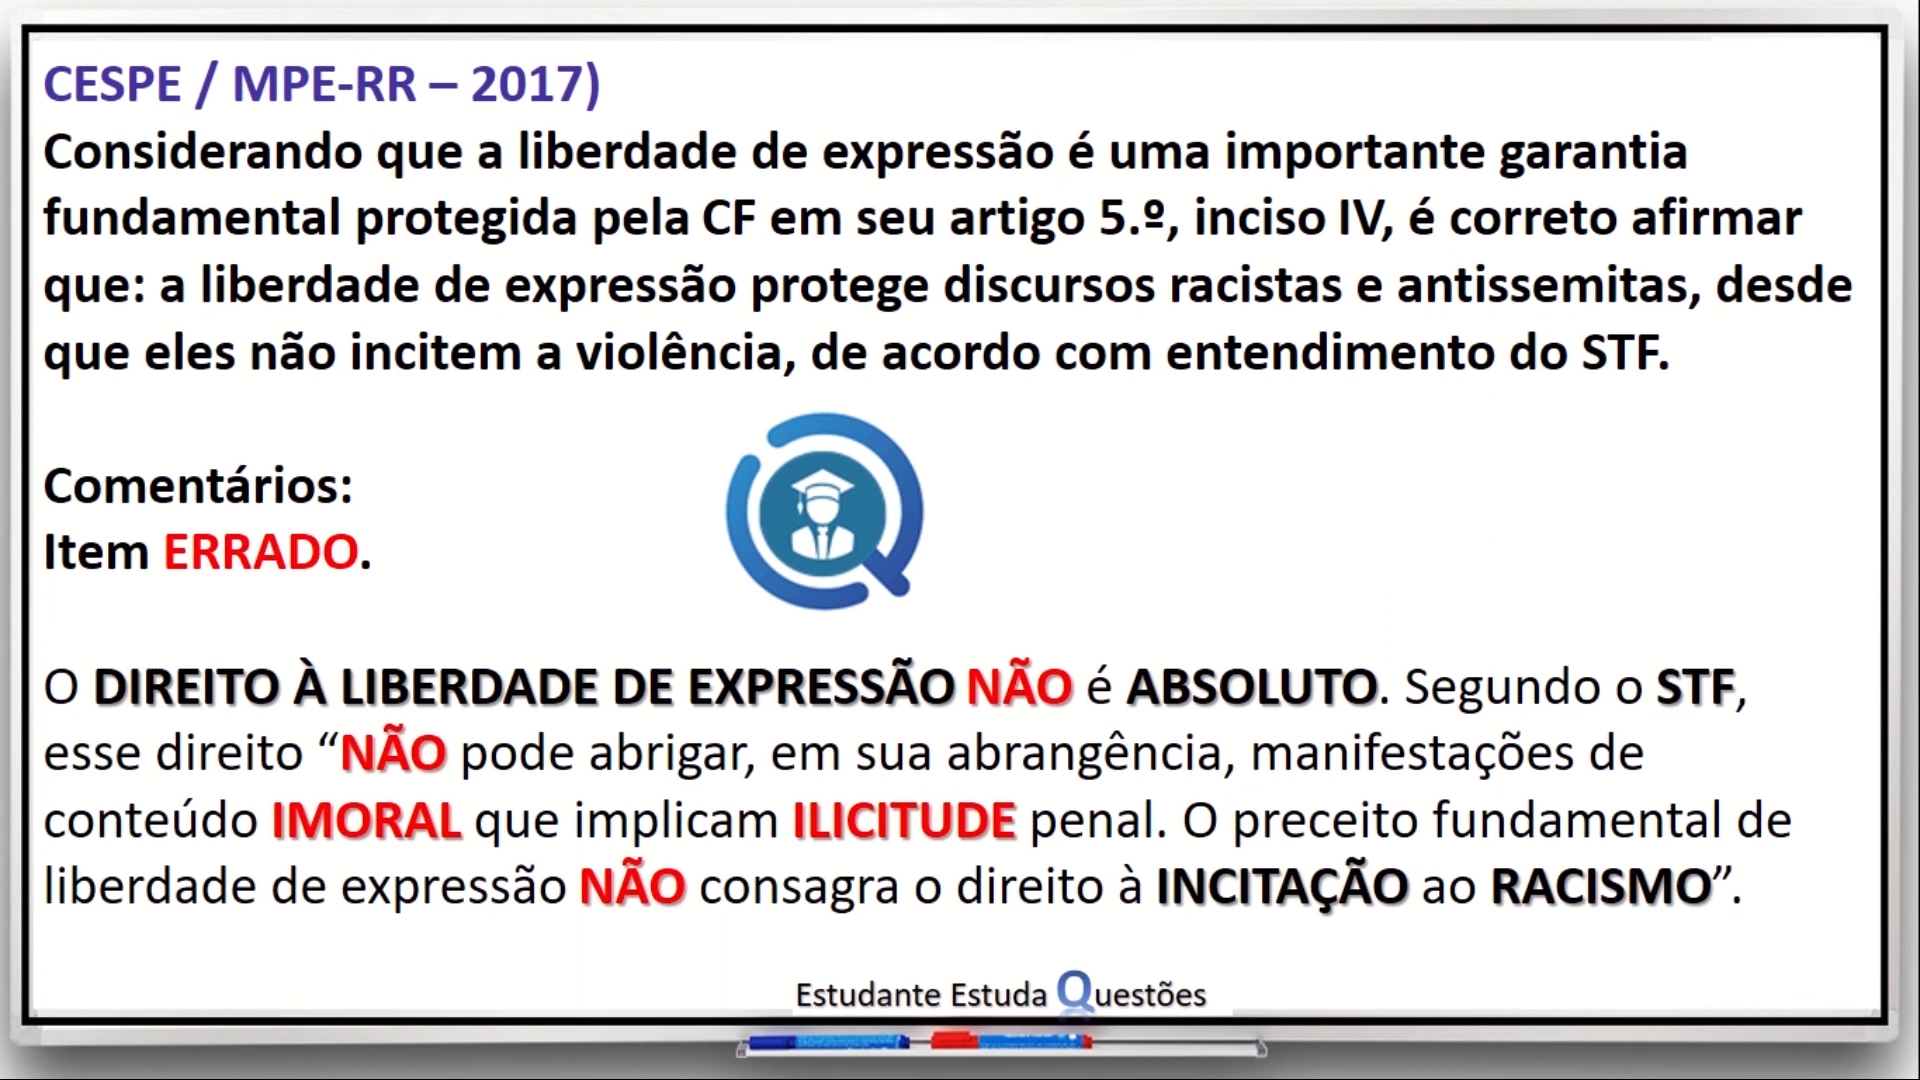 CESPE / MPE-RR – 2017)
Considerando que a liberdade de expressão é uma importante garantia
fundamental protegida pela CF em seu artigo 5.º, inciso IV, é correto afirmar
que: a liberdade de expressão protege discursos racistas e antissemitas, desde
que eles não incitem a violência, de acordo com entendimento do STF.
Comentários:
Item ERRADO.
O DIREITO À LIBERDADE DE EXPRESSÃO NÃO é ABSOLUTO. Segundo o STF,
esse direito “NÃO pode abrigar, em sua abrangência, manifestações de
conteúdo IMORAL que implicam ILICITUDE penal. O preceito fundamental de
liberdade de expressão NÃO consagra o direito à INCITAÇÃO ao RACISMO”.
Estudante Estuda Questões